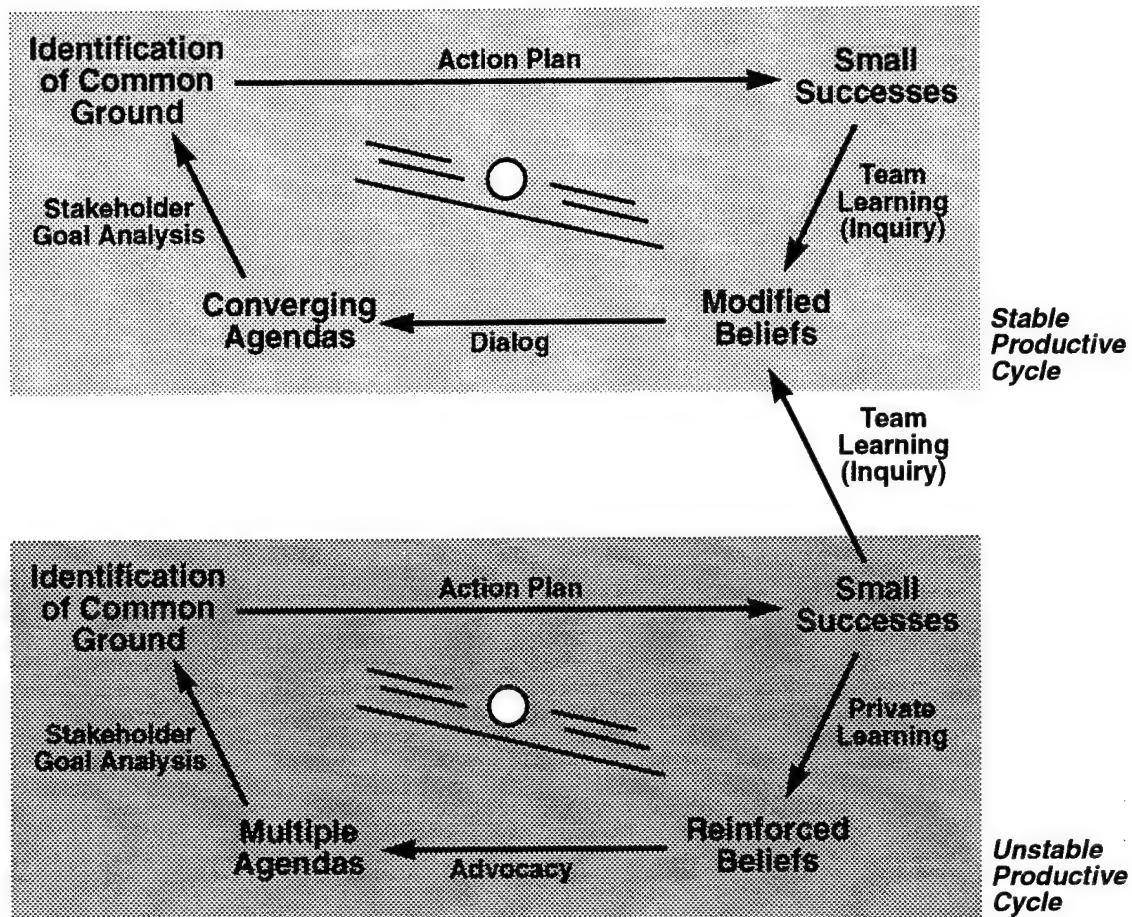 Identification
of Common
Ground
Action Plan
Small
Successes
Stakeholder
Goal Analysis
Team
Learning
(Inquiry)
Converging
Agendas
Dialog
Modified
Beliefs
Stable
Productive
Cycle
Team
Learning
(Inquiry)
Identification
of Common
Ground
Action Plan
Small
Successes
Stakeholder
Goal Analysis
Private
Learning
Multiple
Agendas
Advocacy
Reinforced
Beliefs
Unstable
Productive
Cycle